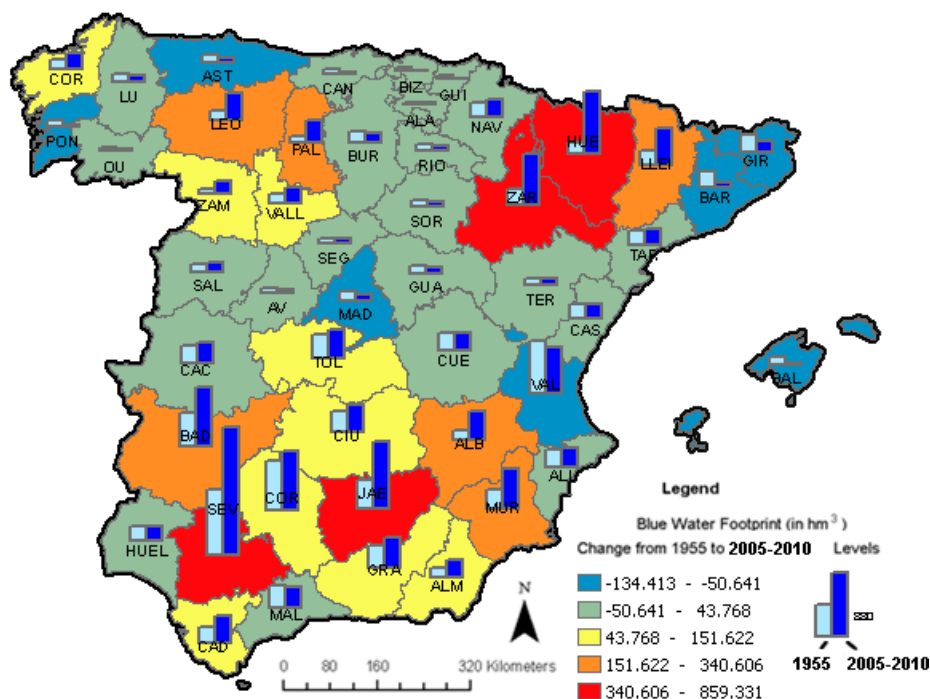 COR
LU
AST
CAN
BIZ
GUI
ALA
NAV
PON
LEO
PAL
BUR
RIO
HUE
LLEI
GIR
OU
BAR
ZAM
VALL
SOR
ZAR
TAR
SEG
SAL
AV
MAD
GUA
TER
CAS
TOL
CUE
CAC
VAL
BAL
BAD
CIU
ALB
ALI
SEV
COR
JAE
MUR
HUEL
GRA
ALM
MAL
CAD
N
0 80 160 320 Kilometers
Legend
Blue Water Footprint (in hm³)
Change from 1955 to 2005-2010 Levels
-134.413 - -50.641
-50.641 - 43.768
43.768 - 151.622
151.622 - 340.606
340.606 - 859.331
1955 2005-2010